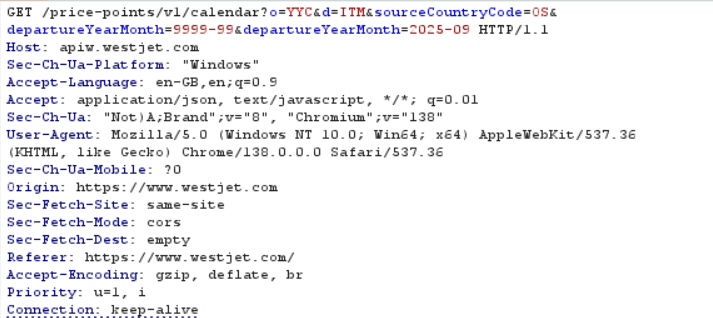 GET /price-points/v1/calendar?o=YYC&d=ITM&sourceCountryCode=OS&
departureYearMonth=9999-99&departureYearMonth=2025-09 HTTP/1.1
Host: apiw.westjet.com
Sec-Ch-Ua-Platform: "Windows"
Accept-Language: en-GB,en;q=0.9
Accept: application/json, text/javascript, */*; q=0.01
Sec-Ch-Ua: "Not)A;Brand";v="8", "Chromium";v="138"
User-Agent: Mozilla/5.0 (Windows NT 10.0; Win64; x64) AppleWebKit/537.36
(KHTML, like Gecko) Chrome/138.0.0.0 Safari/537.36
Sec-Ch-Ua-Mobile: ?0
Origin: https://www.westjet.com
Sec-Fetch-Site: same-site
Sec-Fetch-Mode: cors
Sec-Fetch-Dest: empty
Referer: https://www.westjet.com/
Accept-Encoding: gzip, deflate, br
Priority: u=1, i
Connection: keep-alive